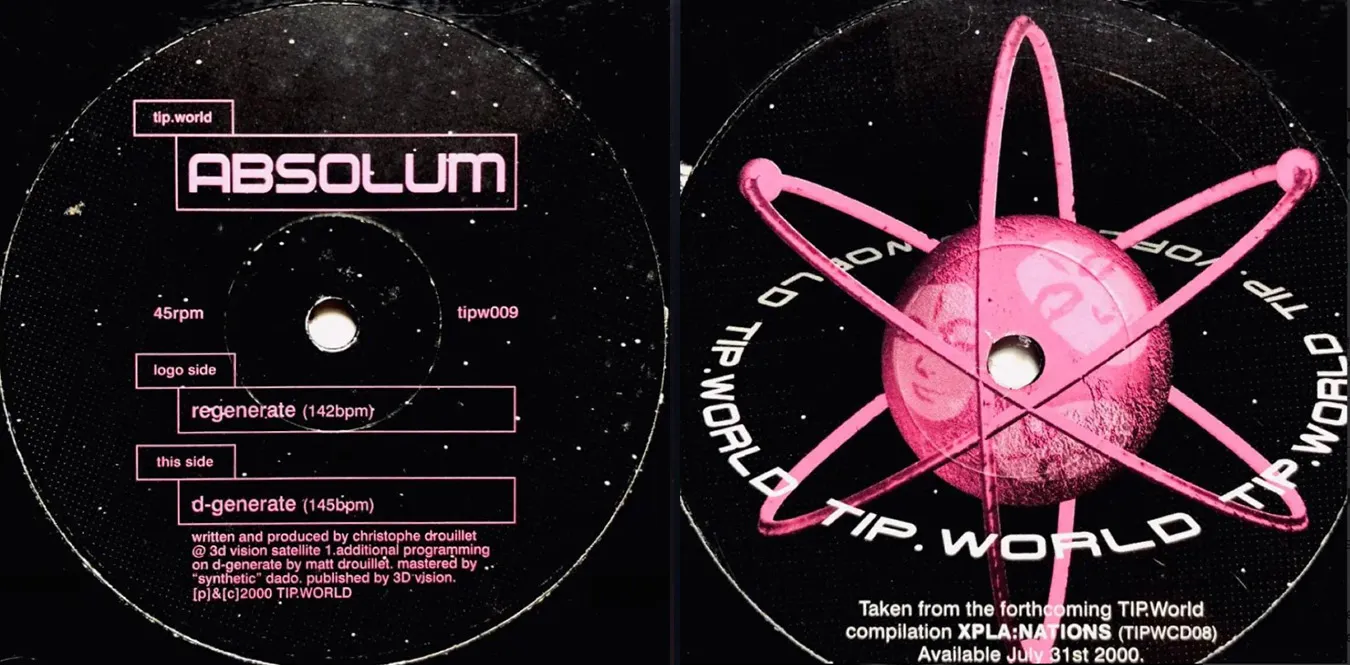 tip.world
ABSOLUM
45rpm
tipw009
logo side
regenerate (142bpm)
this side
d-generate (145bpm)
written and produced by christophe drouillet
@ 3d vision satellite 1.additional programming
on d-generate by matt drouillet. mastered by
"synthetic" dado. published by 3D vision.
[p]&[c]2000 TIP.WORLD
TIP.WORLD TIP.WORLD TIP.WORLD TIP.WORLD
Taken from the forthcoming TIP.World
compilation XPLA:NATIONS (TIPWCD08)
Available July 31st 2000.